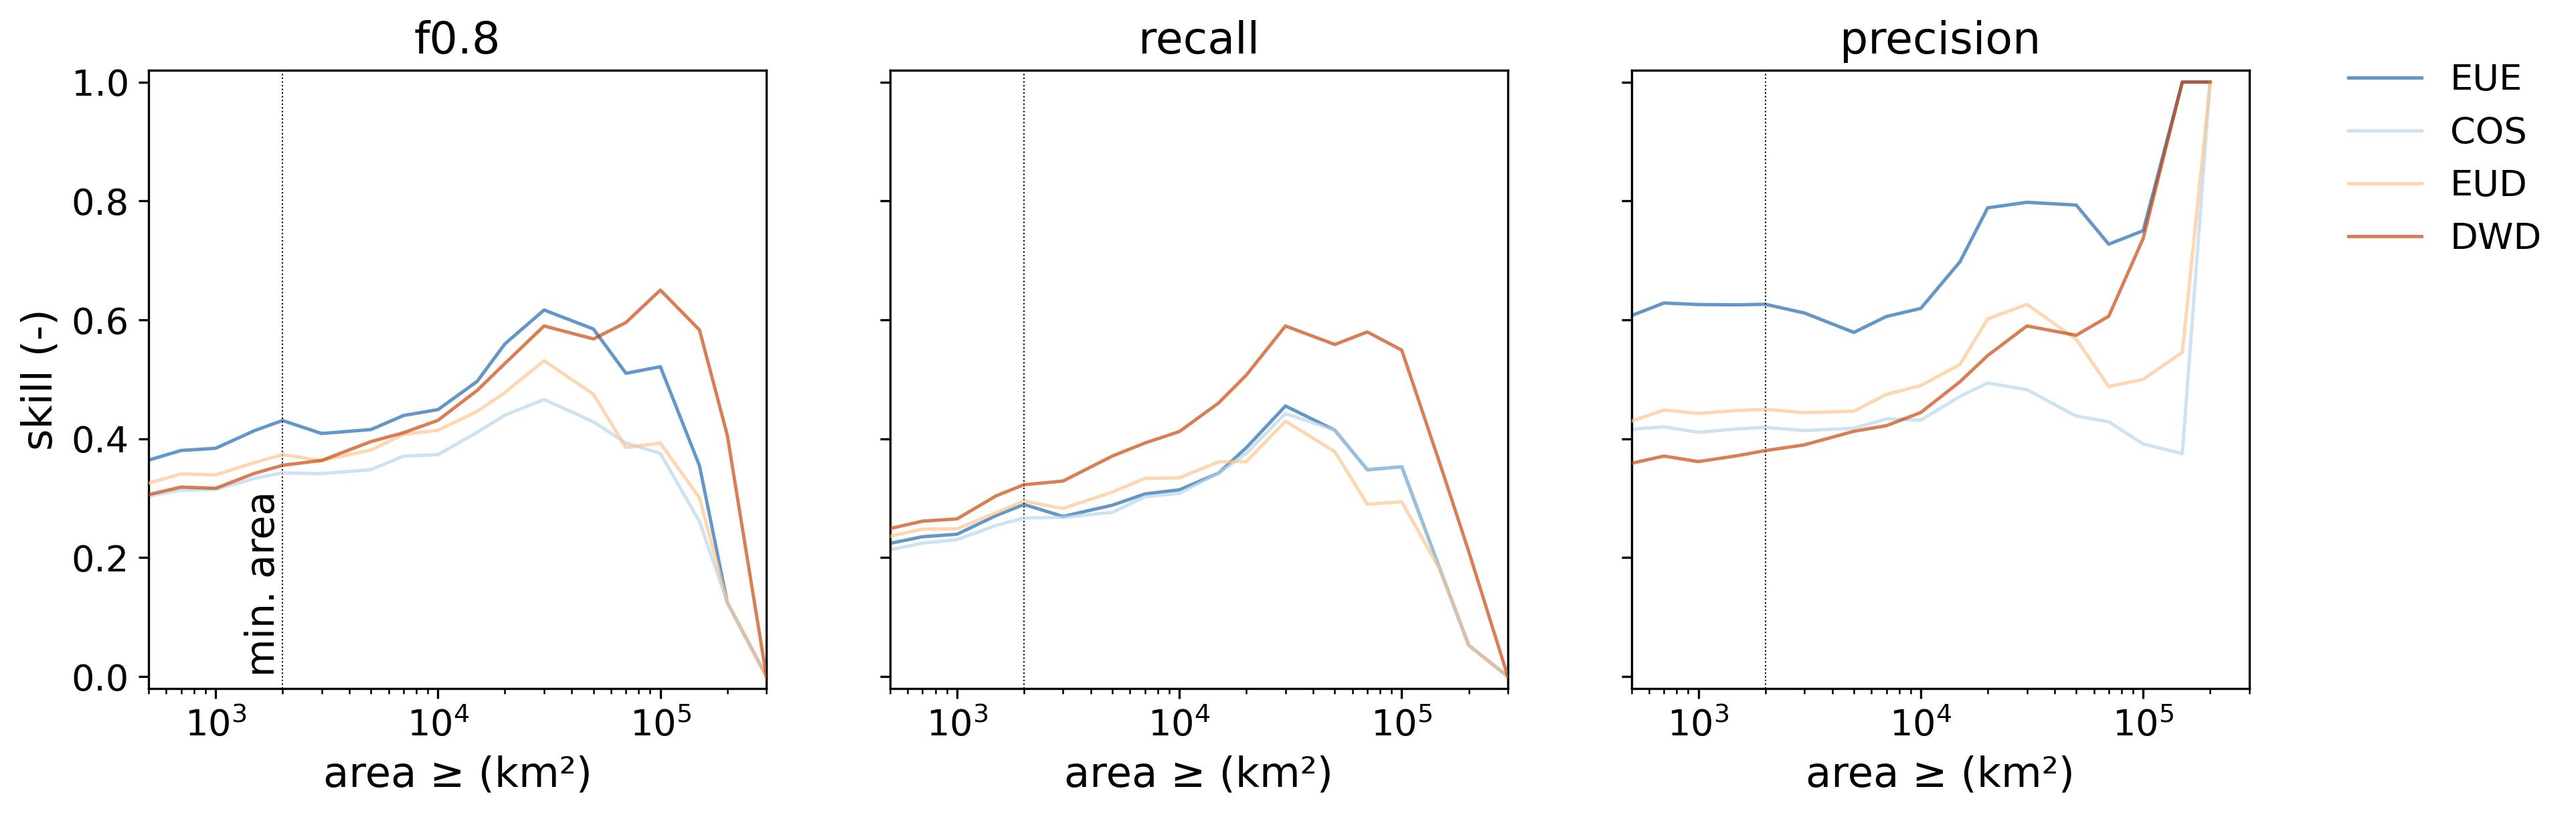 f0.8
recall
precision
skill (-)
1.0
0.8
0.6
0.4
0.2
0.0
min. area
10³
10⁴
10⁵
area ≥ (km²)
10³
10⁴
10⁵
area ≥ (km²)
10³
10⁴
10⁵
area ≥ (km²)
EUE
COS
EUD
DWD